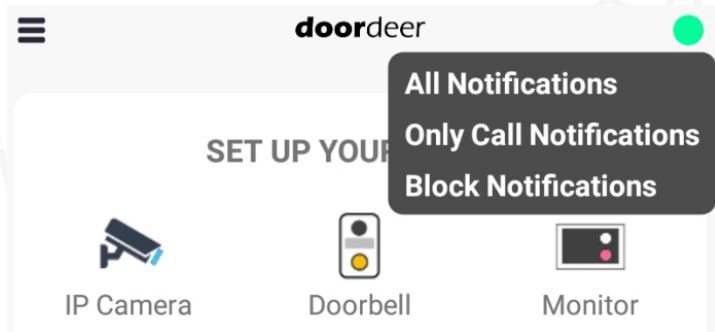 doordeer
All Notifications
Only Call Notifications
Block Notifications
SET UP YOUR
IP Camera
Doorbell
Monitor